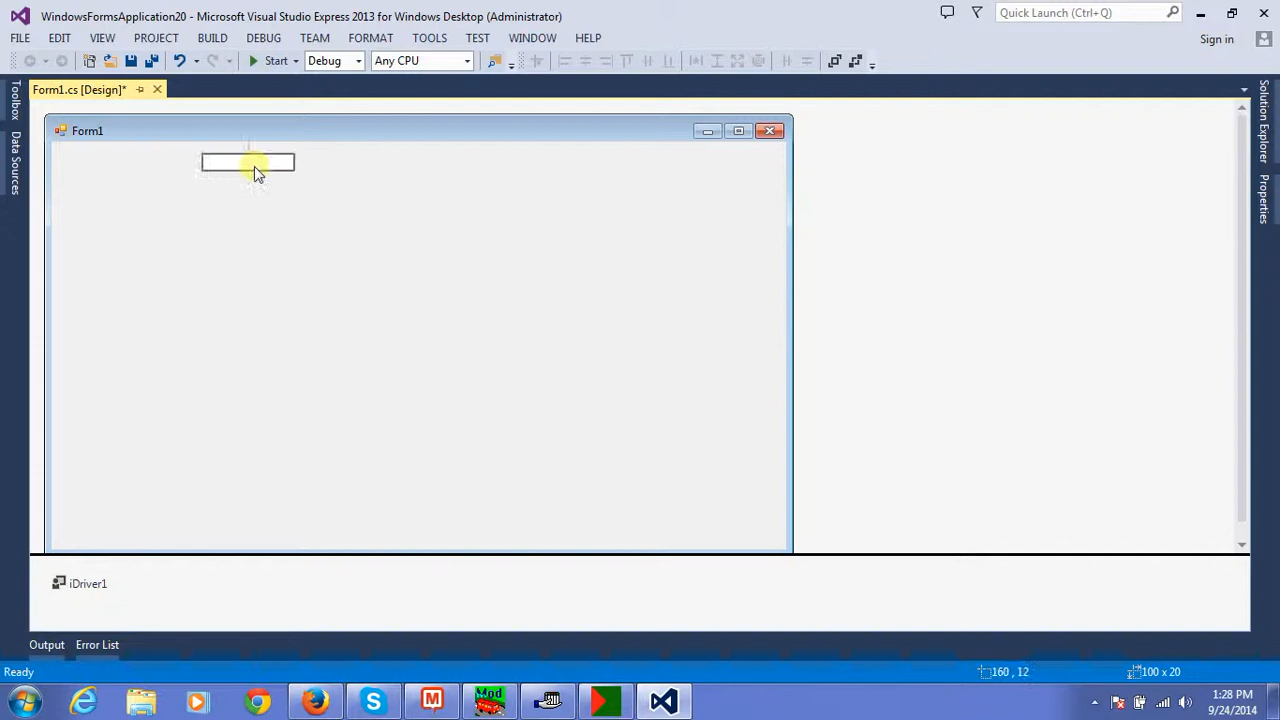 WindowsFormsApplication20 - Microsoft Visual Studio Express 2013 for Windows Desktop (Administrator)
Quick Launch (Ctrl+Q)
FILE EDIT VIEW PROJECT BUILD DEBUG TEAM FORMAT TOOLS TEST WINDOW HELP
Sign in
Start Debug Any CPU
Form1.cs [Design]*
Toolbox
Data Sources
Solution Explorer
Properties
Form1
iDriver1
Output Error List
Ready
160 , 12
100 x 20
Mod
1:28 PM
9/24/2014